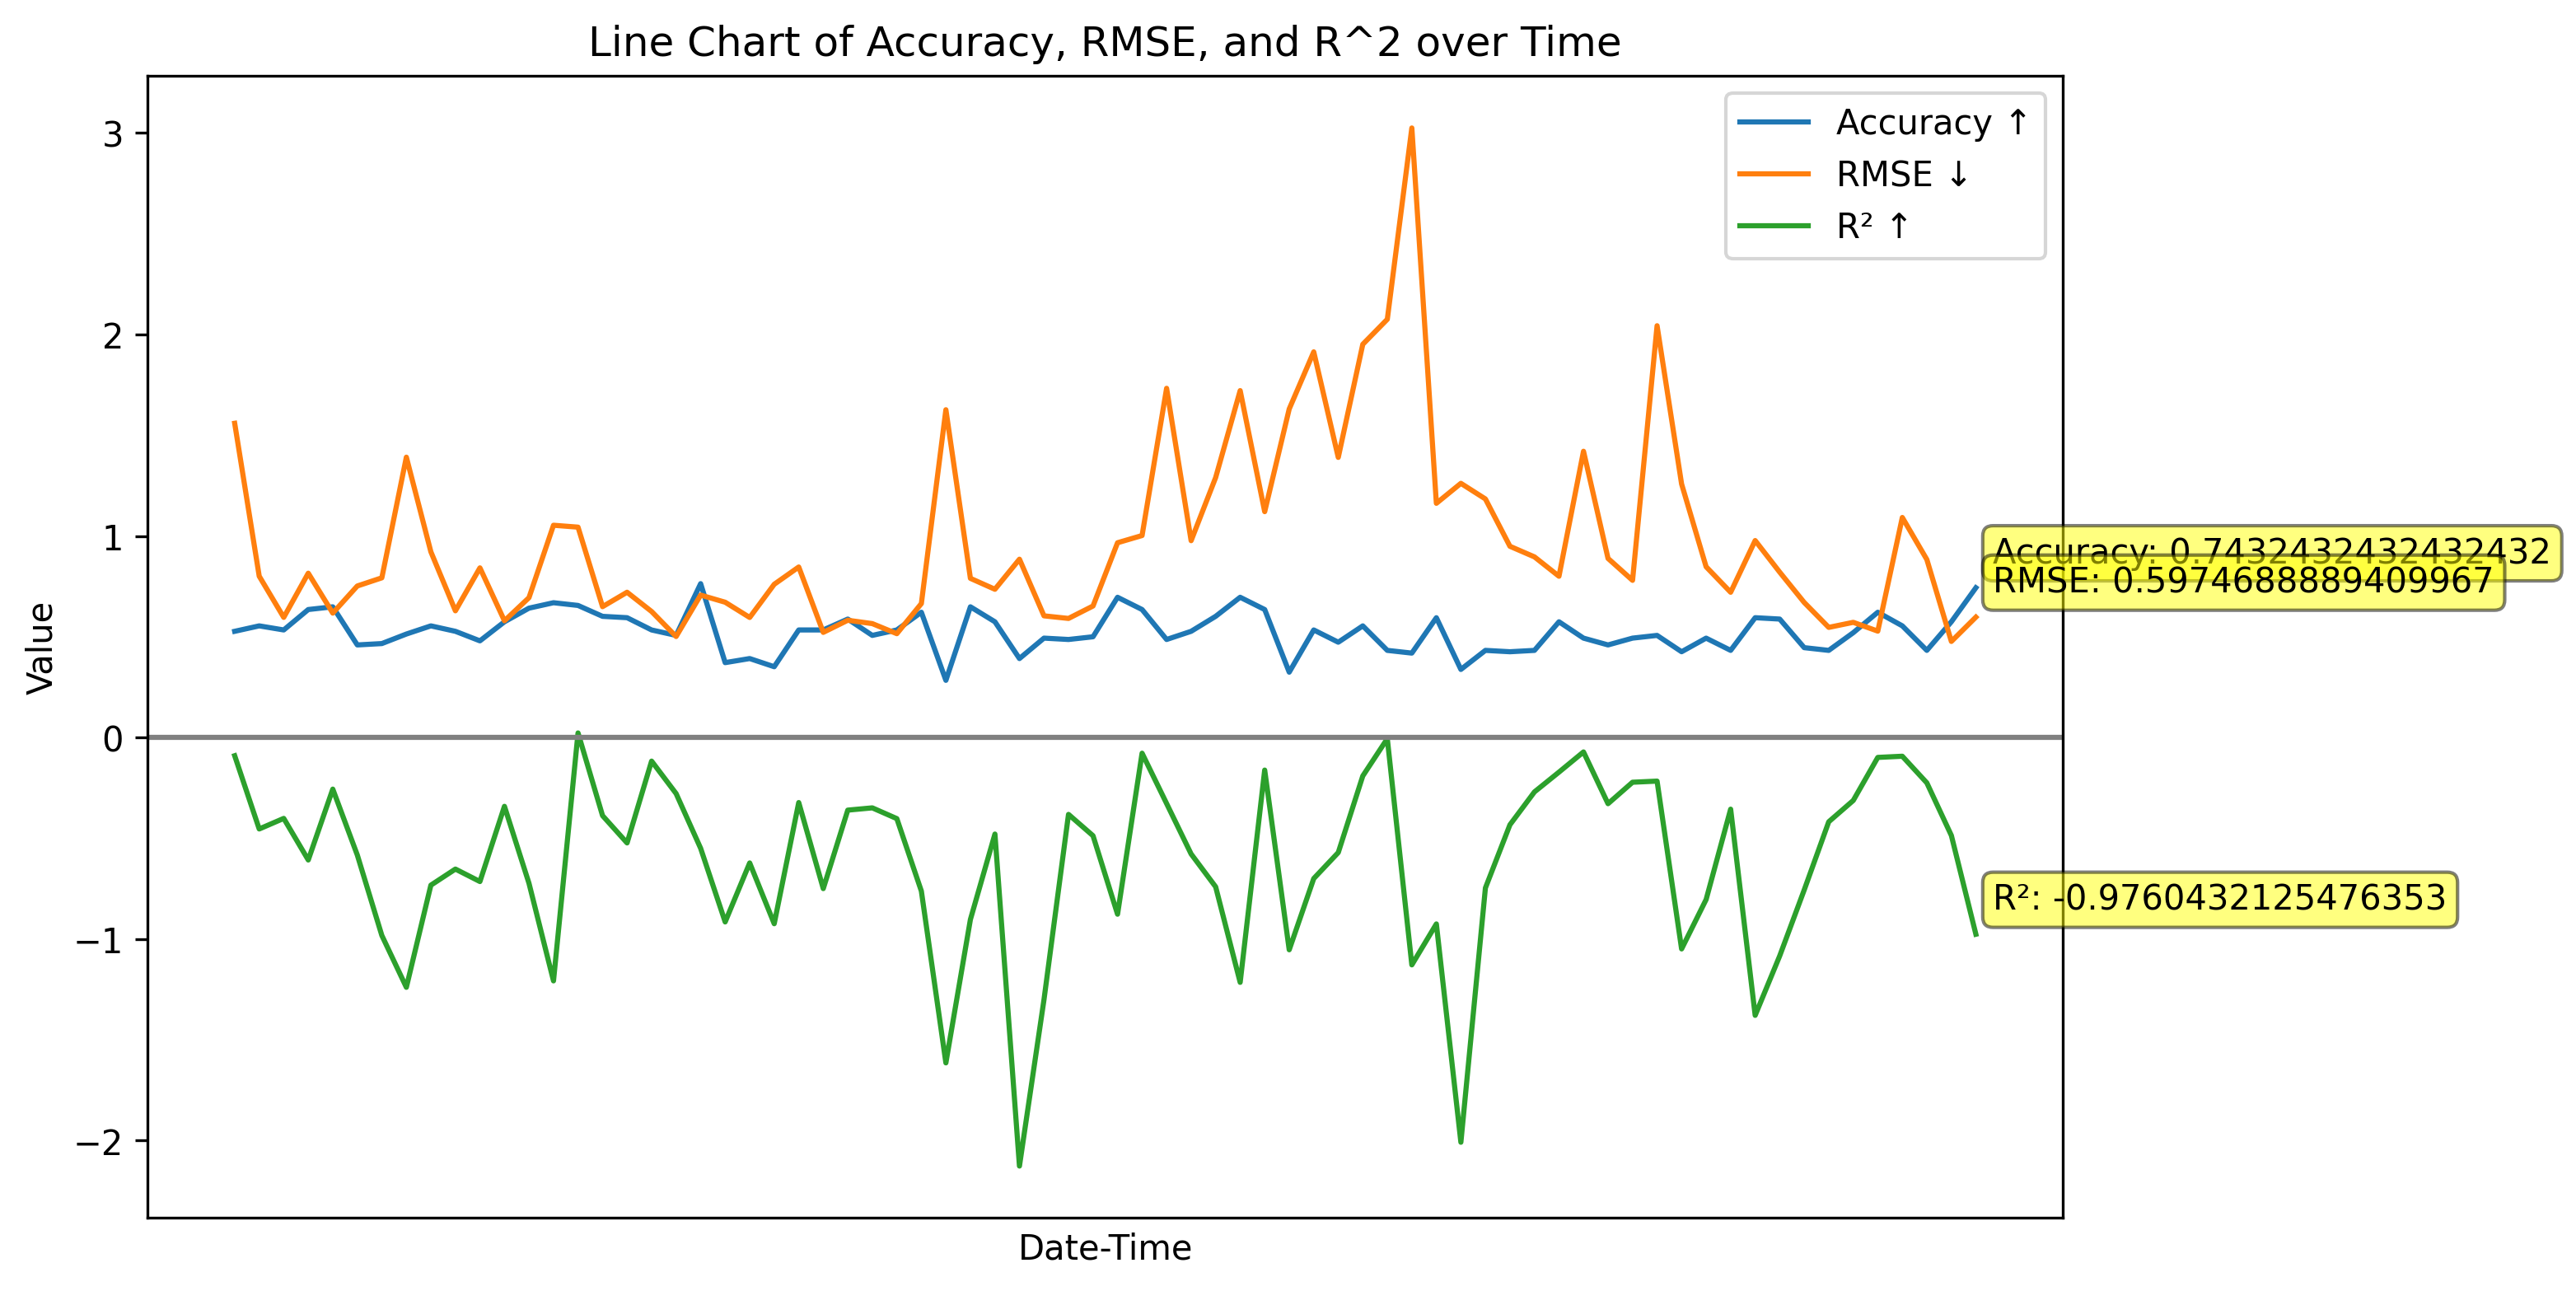 Line Chart of Accuracy, RMSE, and R^2 over Time
Accuracy ↑
RMSE ↓
R² ↑
3
2
1
0
−1
−2
Value
Date-Time
Accuracy: 0.7432432432432432
RMSE: 0.5974688889409967
R²: -0.9760432125476353